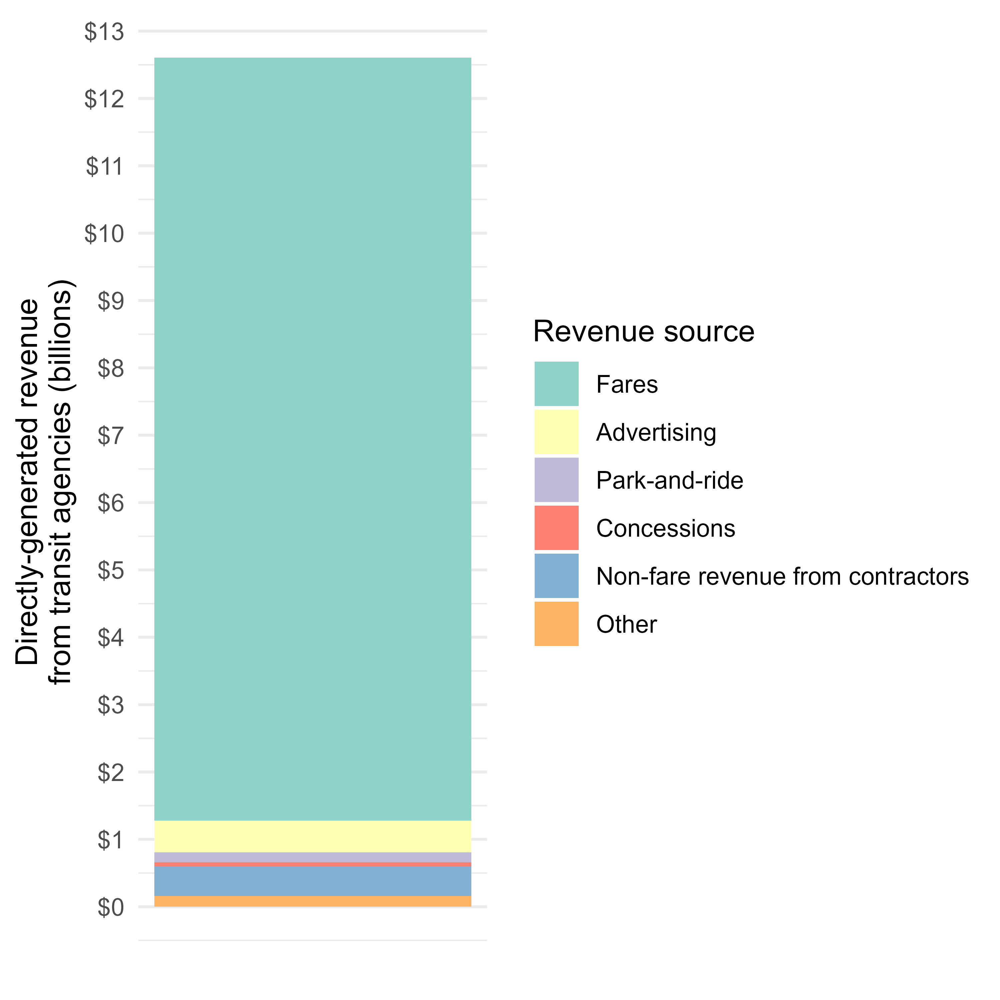 Directly-generated revenue
from transit agencies (billions)
$13
$12
$11
$10
$9
$8
$7
$6
$5
$4
$3
$2
$1
$0
Revenue source
Fares
Advertising
Park-and-ride
Concessions
Non-fare revenue from contractors
Other